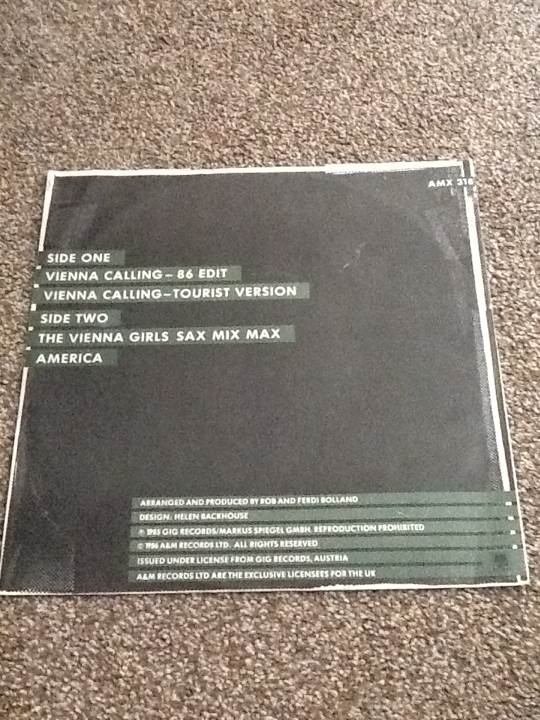 AMX 318
SIDE ONE
VIENNA CALLING – 86 EDIT
VIENNA CALLING – TOURIST VERSION
SIDE TWO
THE VIENNA GIRLS SAX MIX MAX
AMERICA
ARRANGED AND PRODUCED BY ROB AND FERDI BOLLAND
DESIGN: HELEN BACKHOUSE
℗ 1985 GIG RECORDS/MARKUS SPIEGEL GMBH. REPRODUCTION PROHIBITED
© 1986 A&M RECORDS LTD. ALL RIGHTS RESERVED
ISSUED UNDER LICENSE FROM GIG RECORDS, AUSTRIA
A&M RECORDS LTD ARE THE EXCLUSIVE LICENSEES FOR THE UK